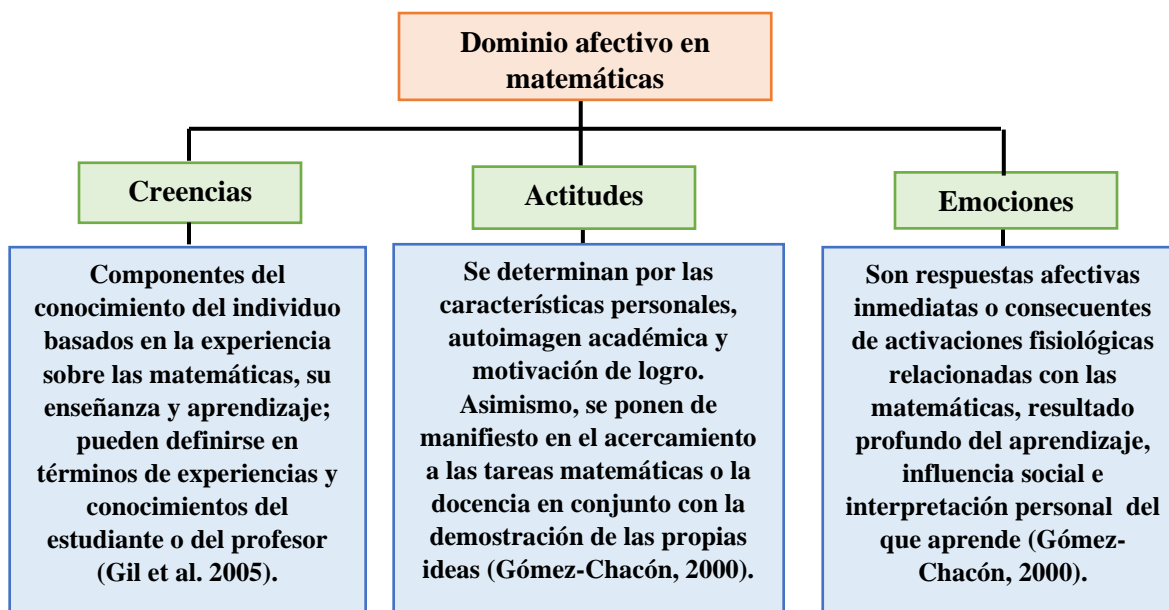 Dominio afectivo en
matemáticas
Creencias
Componentes del
conocimiento del individuo
basados en la experiencia
sobre las matemáticas, su
enseñanza y aprendizaje;
pueden definirse en
términos de experiencias y
conocimientos del
estudiante o del profesor
(Gil et al. 2005).
Actitudes
Se determinan por las
características personales,
autoimagen académica y
motivación de logro.
Asimismo, se ponen de
manifiesto en el acercamiento
a las tareas matemáticas o la
docencia en conjunto con la
demostración de las propias
ideas (Gómez-Chacón, 2000).
Emociones
Son respuestas afectivas
inmediatas o consecuentes
de activaciones fisiológicas
relacionadas con las
matemáticas, resultado
profundo del aprendizaje,
influencia social e
interpretación personal  del
que aprende (Gómez-
Chacón, 2000).